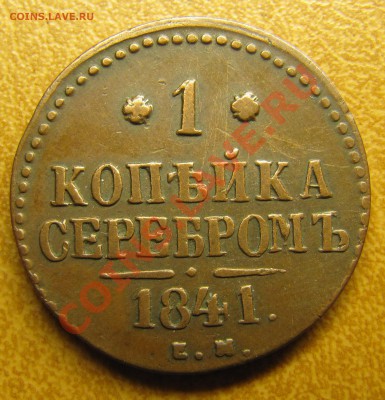 COINS.LAVE.RU
1
КОПѢЙКА
СЕРЕБРОМЪ
1841.
Е.М.
COINS.LAVE.RU